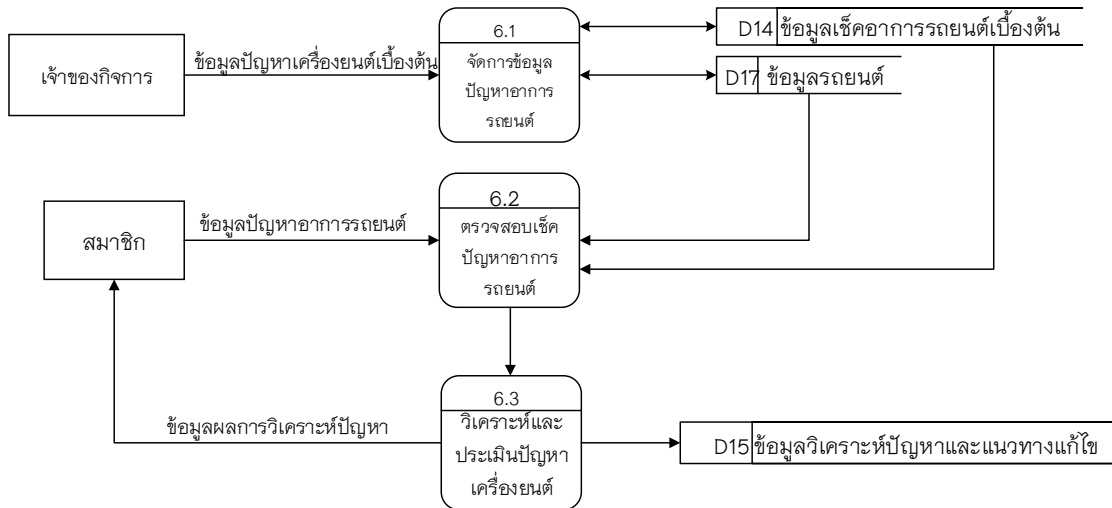 6.1
D14 ข้อมูลเช็คอาการรถยนต์เบื้องต้น
เจ้าของกิจการ
ข้อมูลปัญหาเครื่องยนต์เบื้องต้น
จัดการข้อมูล
ปัญหาอาการ
รถยนต์
D17 ข้อมูลรถยนต์
6.2
สมาชิก
ข้อมูลปัญหาอาการรถยนต์
ตรวจสอบเช็ค
ปัญหาอาการ
รถยนต์
6.3
ข้อมูลผลการวิเคราะห์ปัญหา
วิเคราะห์และ
ประเมินปัญหา
เครื่องยนต์
D15 ข้อมูลวิเคราะห์ปัญหาและแนวทางแก้ไข